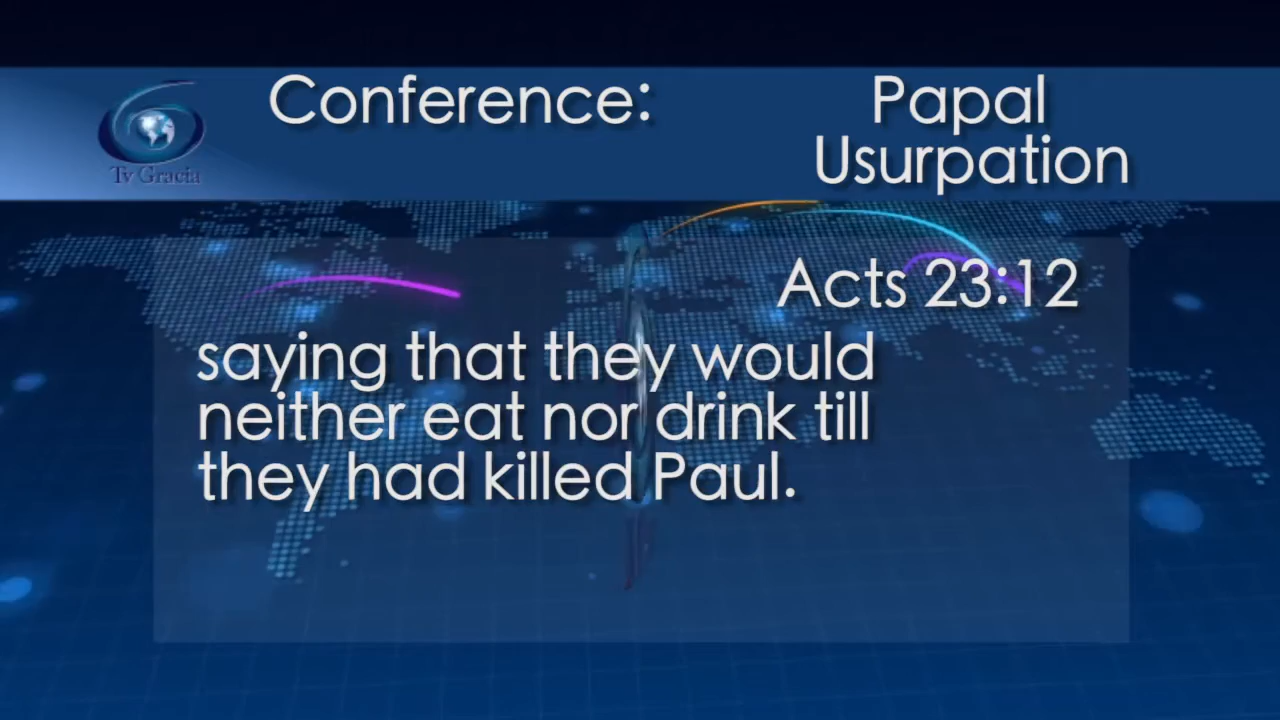 Tv Gracia
Conference:
Papal
Usurpation
Acts 23:12
saying that they would
neither eat nor drink till
they had killed Paul.